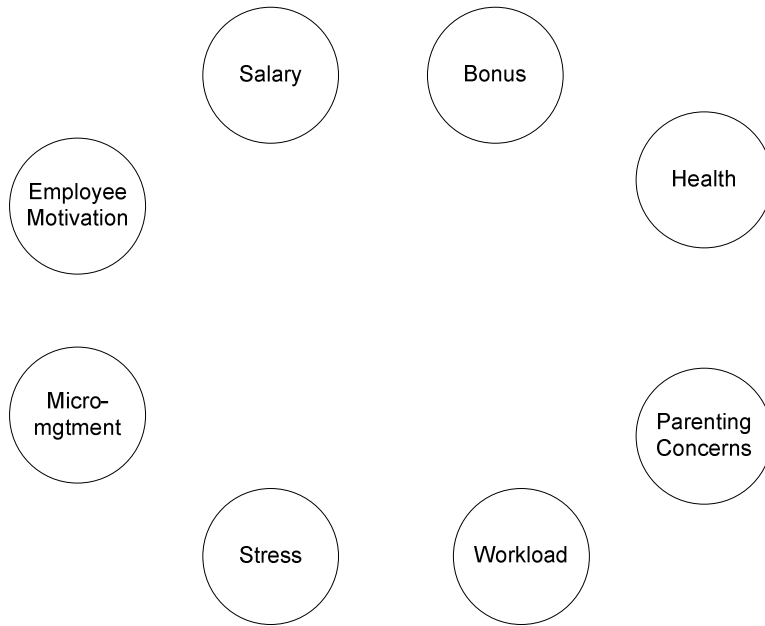 Salary
Bonus
Health
Employee
Motivation
Micro-
mgtment
Parenting
Concerns
Stress
Workload